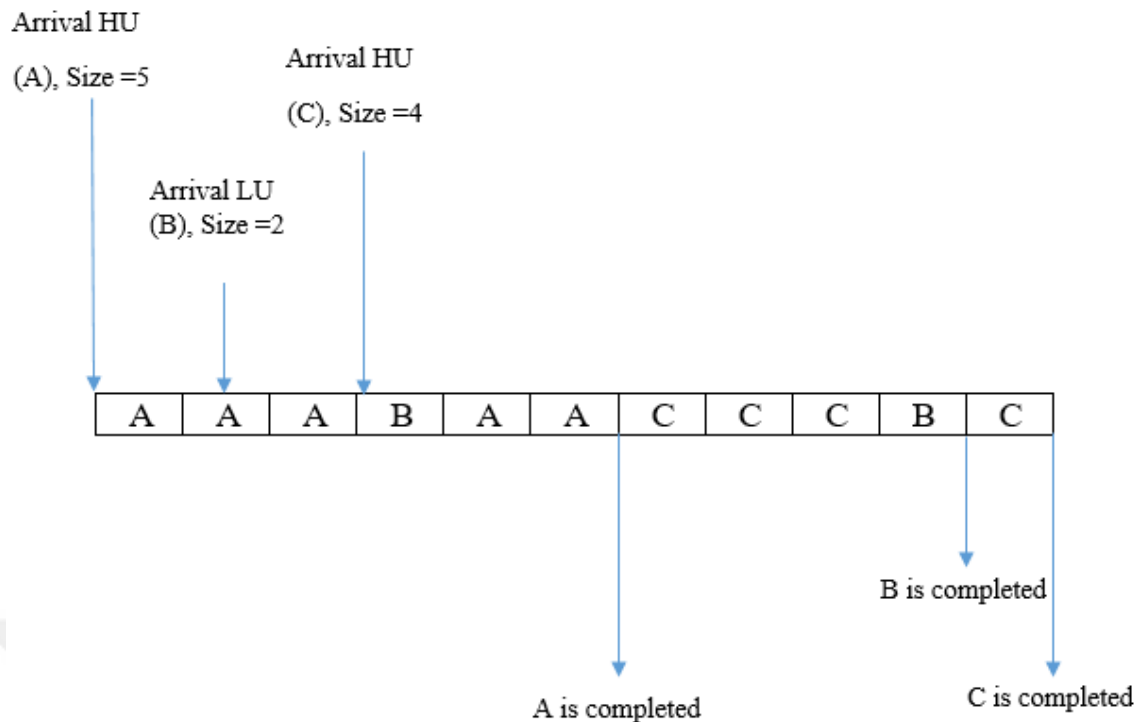 Arrival HU
(A), Size =5
Arrival HU
(C), Size =4
Arrival LU
(B), Size =2
A A A B A A C C C B C
B is completed
A is completed
C is completed